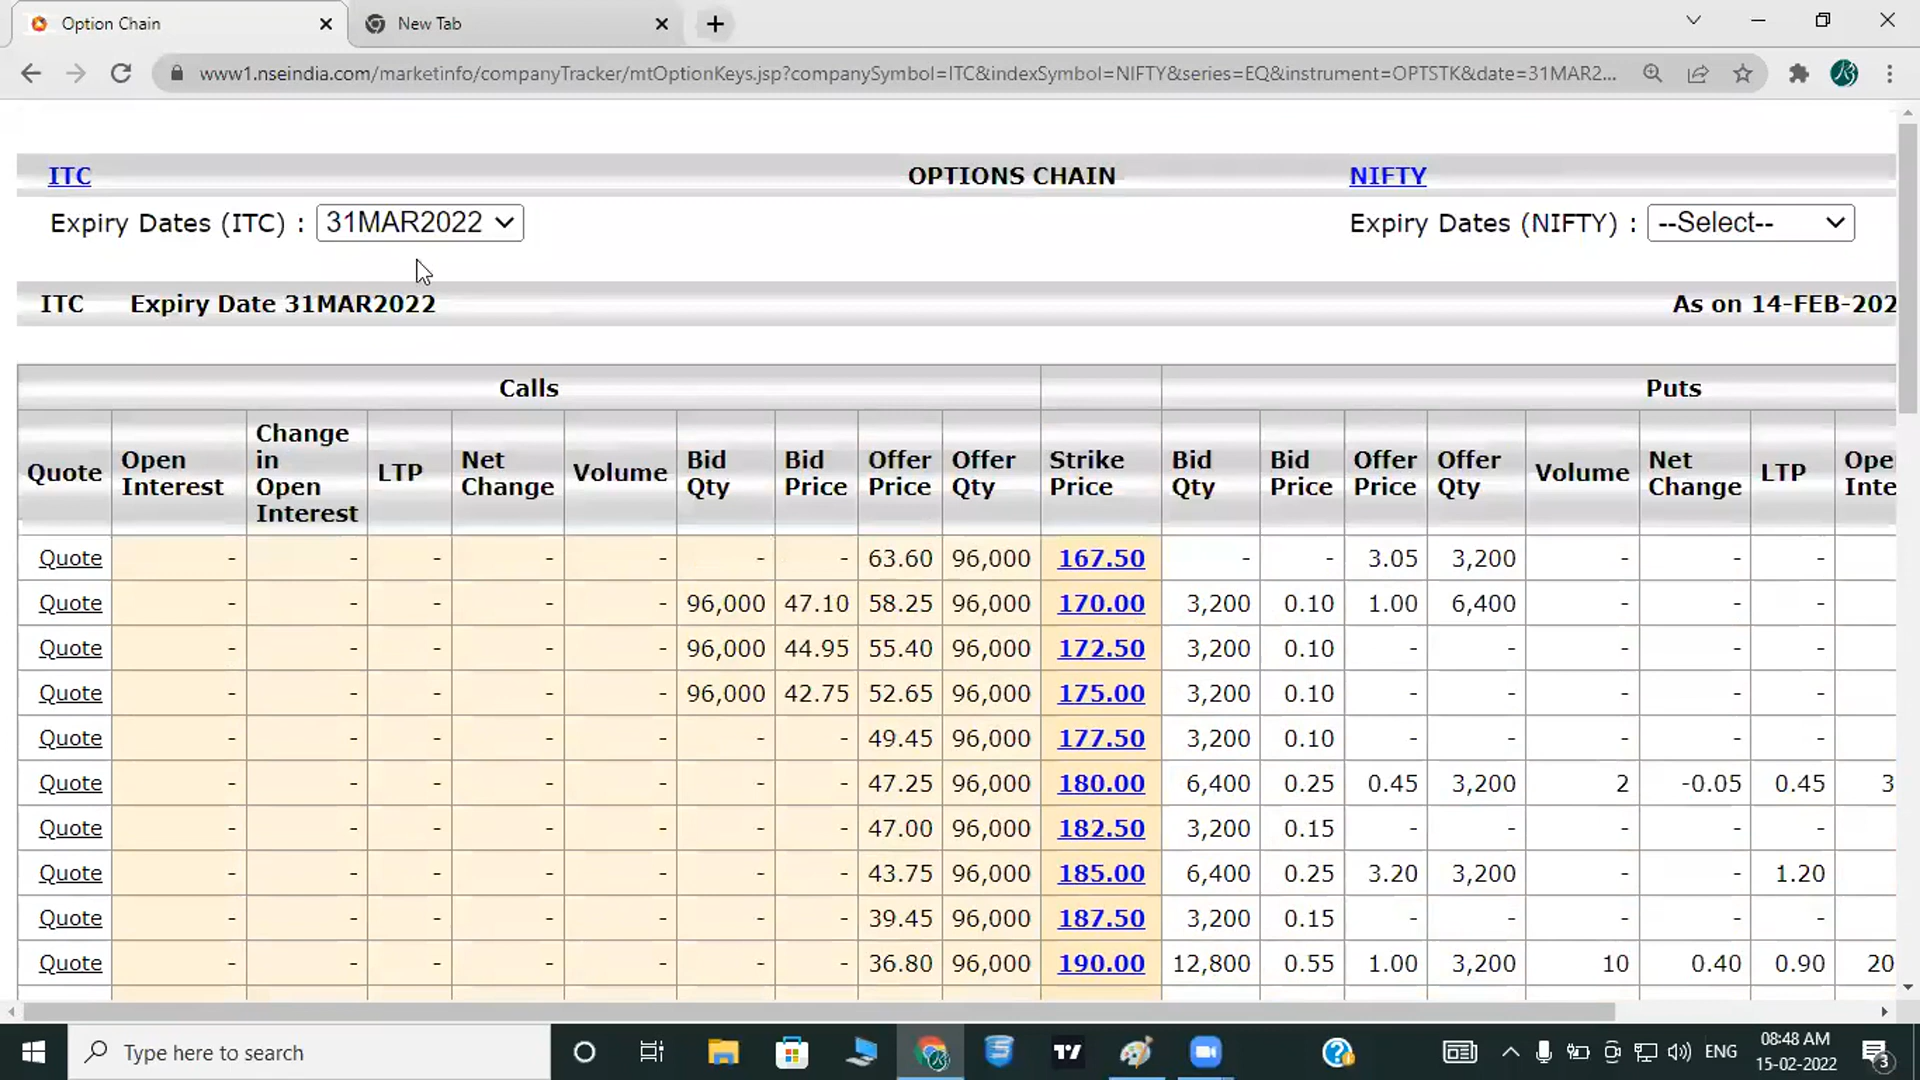 Option Chain
New Tab
www1.nseindia.com/marketinfo/companyTracker/mtOptionKeys.jsp?companySymbol=ITC&indexSymbol=NIFTY&series=EQ&instrument=OPTSTK&date=31MAR2...
ITC OPTIONS CHAIN NIFTY
Expiry Dates (ITC) : 31MAR2022 Expiry Dates (NIFTY) : --Select--
ITC Expiry Date 31MAR2022 As on 14-FEB-202
Calls Puts
Quote Open Interest Change in Open Interest LTP Net Change Volume Bid Qty Bid Price Offer Price Offer Qty Strike Price Bid Qty Bid Price Offer Price Offer Qty Volume Net Change LTP Ope Inte
Quote - - - - - - - 63.60 96,000 167.50 - - 3.05 3,200 - - -
Quote - - - - - 96,000 47.10 58.25 96,000 170.00 3,200 0.10 1.00 6,400 - - -
Quote - - - - - 96,000 44.95 55.40 96,000 172.50 3,200 0.10 - - - - -
Quote - - - - - 96,000 42.75 52.65 96,000 175.00 3,200 0.10 - - - - -
Quote - - - - - - - 49.45 96,000 177.50 3,200 0.10 - - - - -
Quote - - - - - - - 47.25 96,000 180.00 6,400 0.25 0.45 3,200 2 -0.05 0.45 3
Quote - - - - - - - 47.00 96,000 182.50 3,200 0.15 - - - - -
Quote - - - - - - - 43.75 96,000 185.00 6,400 0.25 3.20 3,200 - - 1.20
Quote - - - - - - - 39.45 96,000 187.50 3,200 0.15 - - - - -
Quote - - - - - - - 36.80 96,000 190.00 12,800 0.55 1.00 3,200 10 0.40 0.90 20
Type here to search
ENG
08:48 AM
15-02-2022
3